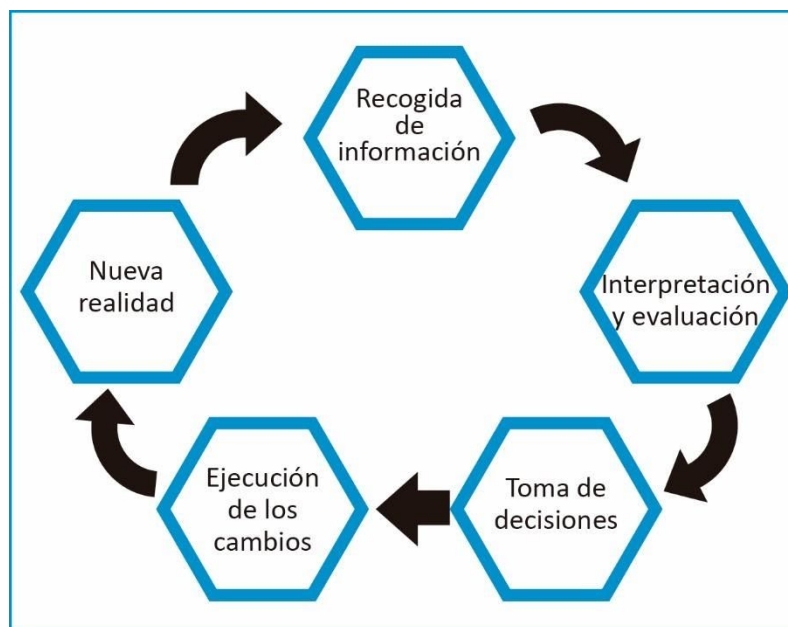 Recogida
de
información
Interpretación
y evaluación
Toma de
decisiones
Ejecución
de los
cambios
Nueva
realidad